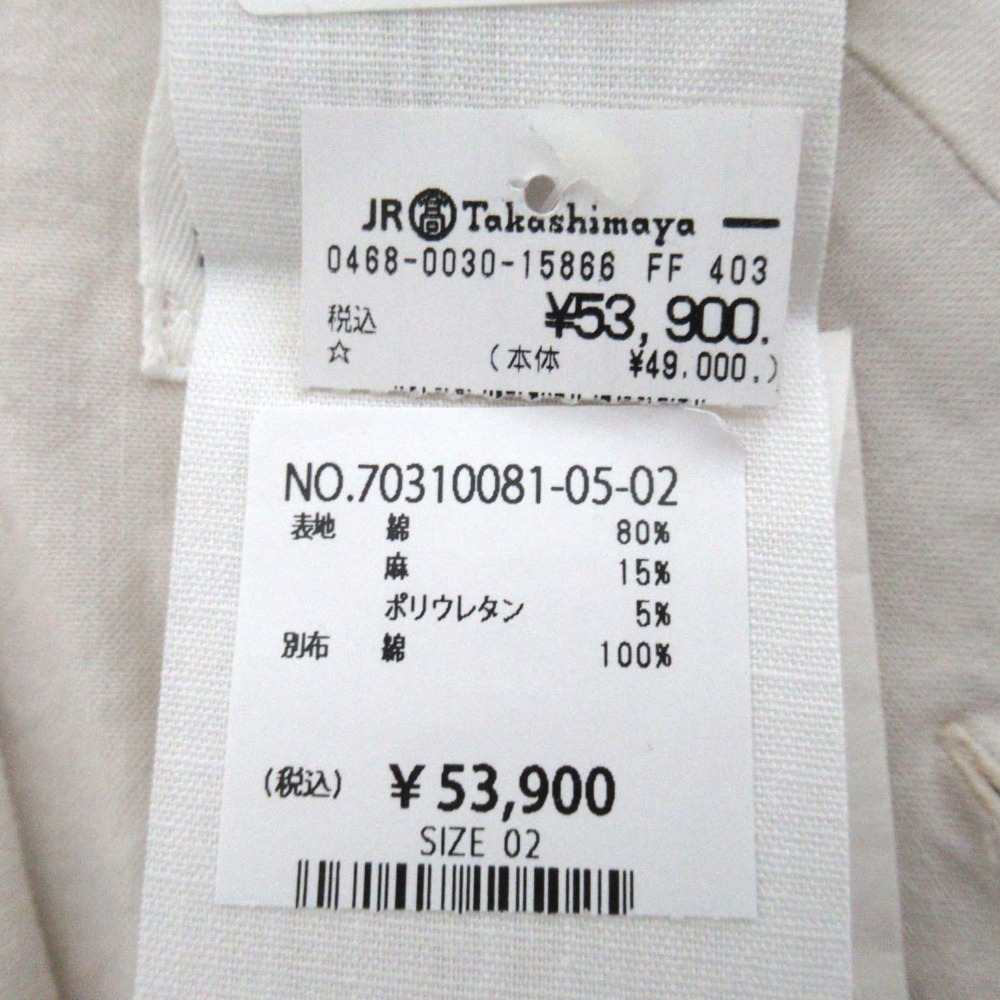 JR 髙 Takashimaya
0468-0030-15866 FF 403
税込 ¥53,900.
☆ (本体 ¥49,000.)
NO.70310081-05-02
表地 綿 80%
麻 15%
ポリウレタン 5%
別布 綿 100%
(税込) ¥53,900
SIZE 02